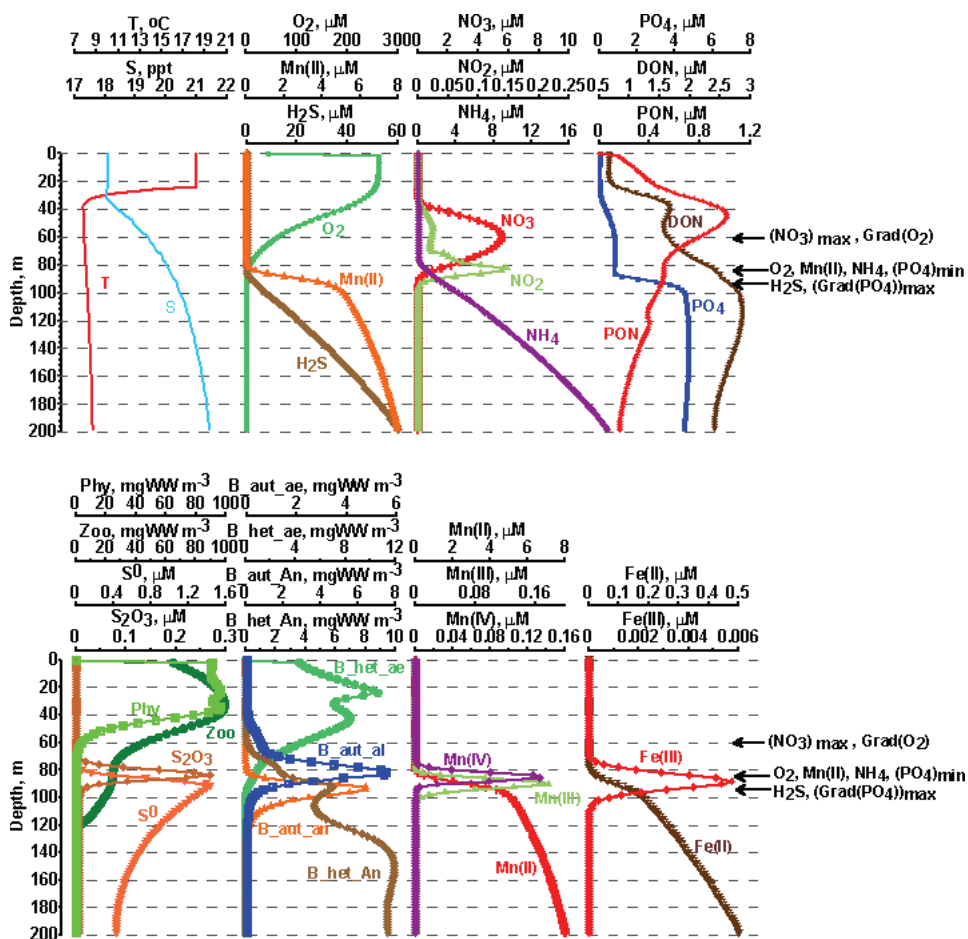 T, oC
7 9 10 11 13 15 17 19 21
S, ppt
17 18 19 20 21 22
O2, µM
0 100 200 300
Mn(II), µM
0 2 4 6 8
H2S, µM
0 20 40 60
NO3, µM
0 2 4 6 8 10
NO2, µM
0 0.05 0.1 0.15 0.2 0.25
NH4, µM
0 4 8 12 16
PO4, µM
0 2 4 6 8
DON, µM
0.5 1 1.5 2 2.5 3
PON, µM
0 0.4 0.8 1.2
Depth, m
0
20
40
60
80
100
120
140
160
180
200
T
S
O2
Mn(II)
H2S
NO3
NO2
NH4
DON
PO4
PON
(NO3) max , Grad(O2)
O2, Mn(II), NH4, (PO4)min
H2S, (Grad(PO4))max
Phy, mgWW m-3
0 20 40 60 80 100
Zoo, mgWW m-3
0 20 40 60 80 100
S0, µM
0 0.4 0.8 1.2 1.6
S2O3, µM
0 0.1 0.2 0.3
B_aut_ae, mgWW m-3
0 2 4 6
B_het_ae, mgWW m-3
0 4 8 12
B_aut_An, mgWW m-3
0 2 4 6 8
B_het_An, mgWW m-3
0 2 4 6 8 10
Mn(II), µM
0 2 4 6 8
Mn(III), µM
0 0.08 0.16
Mn(IV), µM
0 0.04 0.08 0.12 0.16
Fe(II), µM
0 0.1 0.2 0.3 0.4 0.5
Fe(III), µM
0 0.002 0.004 0.006
Depth, m
0
20
40
60
80
100
120
140
160
180
200
Phy
Zoo
S2O3
S0
B_het_ae
B_aut_al
B_aut_an
B_het_An
Mn(IV)
Mn(III)
Mn(II)
Fe(III)
Fe(II)
(NO3) max , Grad(O2)
O2, Mn(II), NH4, (PO4)min
H2S, (Grad(PO4))max